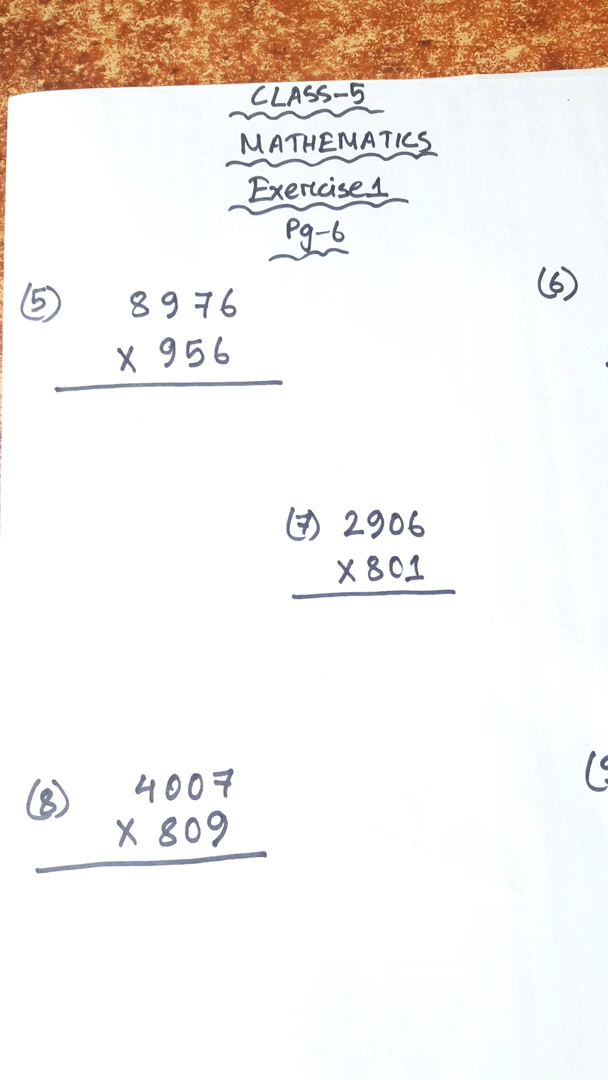 CLASS-5
MATHEMATICS
Exercise 1
Pg-6
(5) 8976
x 956
(6)
(7) 2906
x 801
(8) 4007
x 809